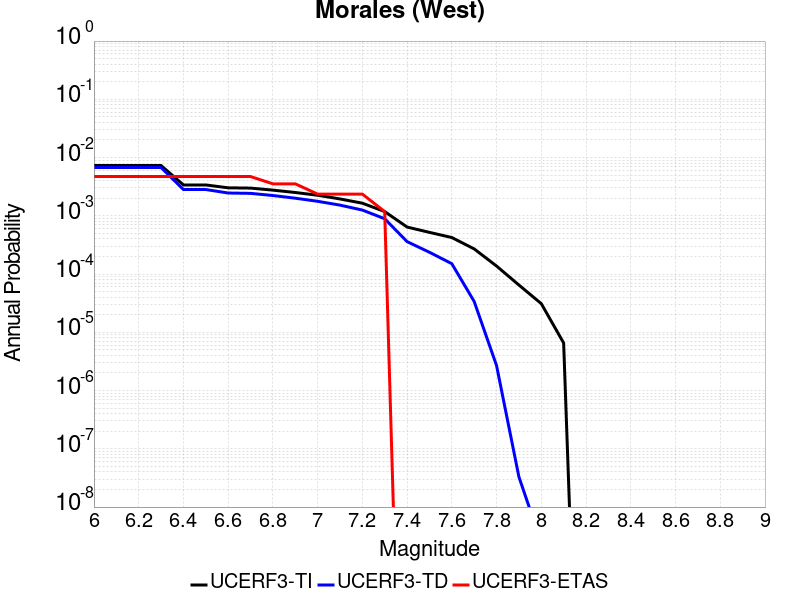 Morales (West)
Annual Probability
10^0
10^-1
10^-2
10^-3
10^-4
10^-5
10^-6
10^-7
10^-8
6 6.2 6.4 6.6 6.8 7 7.2 7.4 7.6 7.8 8 8.2 8.4 8.6 8.8 9
Magnitude
UCERF3-TI UCERF3-TD UCERF3-ETAS